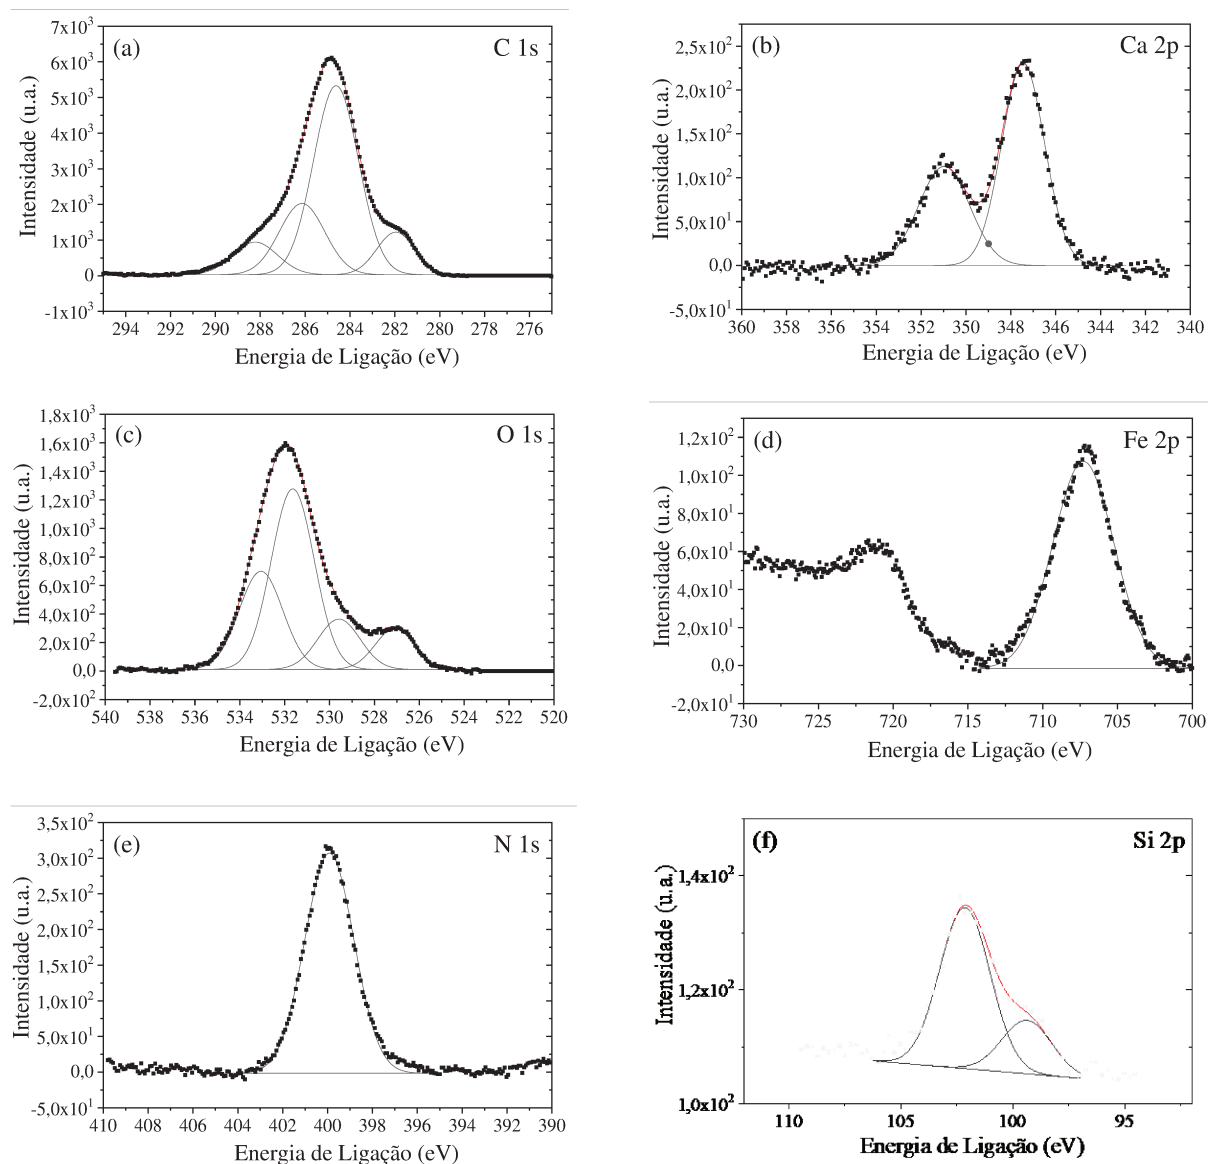 (a) C 1s
7x10³
6x10³
5x10³
4x10³
3x10³
2x10³
1x10³
0
-1x10³
Intensidade (u.a.)
294 292 290 288 286 284 282 280 278 276
Energia de Ligação (eV)
(b) Ca 2p
2,5x10²
2,0x10²
1,5x10²
1,0x10²
5,0x10¹
0,0
-5,0x10¹
Intensidade (u.a.)
360 358 356 354 352 350 348 346 344 342 340
Energia de Ligação (eV)
(c) O 1s
1,8x10³
1,6x10³
1,4x10³
1,2x10³
1,0x10³
8,0x10²
6,0x10²
4,0x10²
2,0x10²
0,0
-2,0x10²
Intensidade (u.a.)
540 538 536 534 532 530 528 526 524 522 520
Energia de Ligação (eV)
(d) Fe 2p
1,2x10²
1,0x10²
8,0x10¹
6,0x10¹
4,0x10¹
2,0x10¹
0,0
-2,0x10¹
Intensidade (u.a.)
730 725 720 715 710 705 700
Energia de Ligação (eV)
(e) N 1s
3,5x10²
3,0x10²
2,5x10²
2,0x10²
1,5x10²
1,0x10²
5,0x10¹
0,0
-5,0x10¹
Intensidade (u.a.)
410 408 406 404 402 400 398 396 394 392 390
Energia de Ligação (eV)
(f) Si 2p
1,4x10²
1,2x10²
1,0x10²
Intensidade (u.a.)
110 105 100 95
Energia de Ligação (eV)